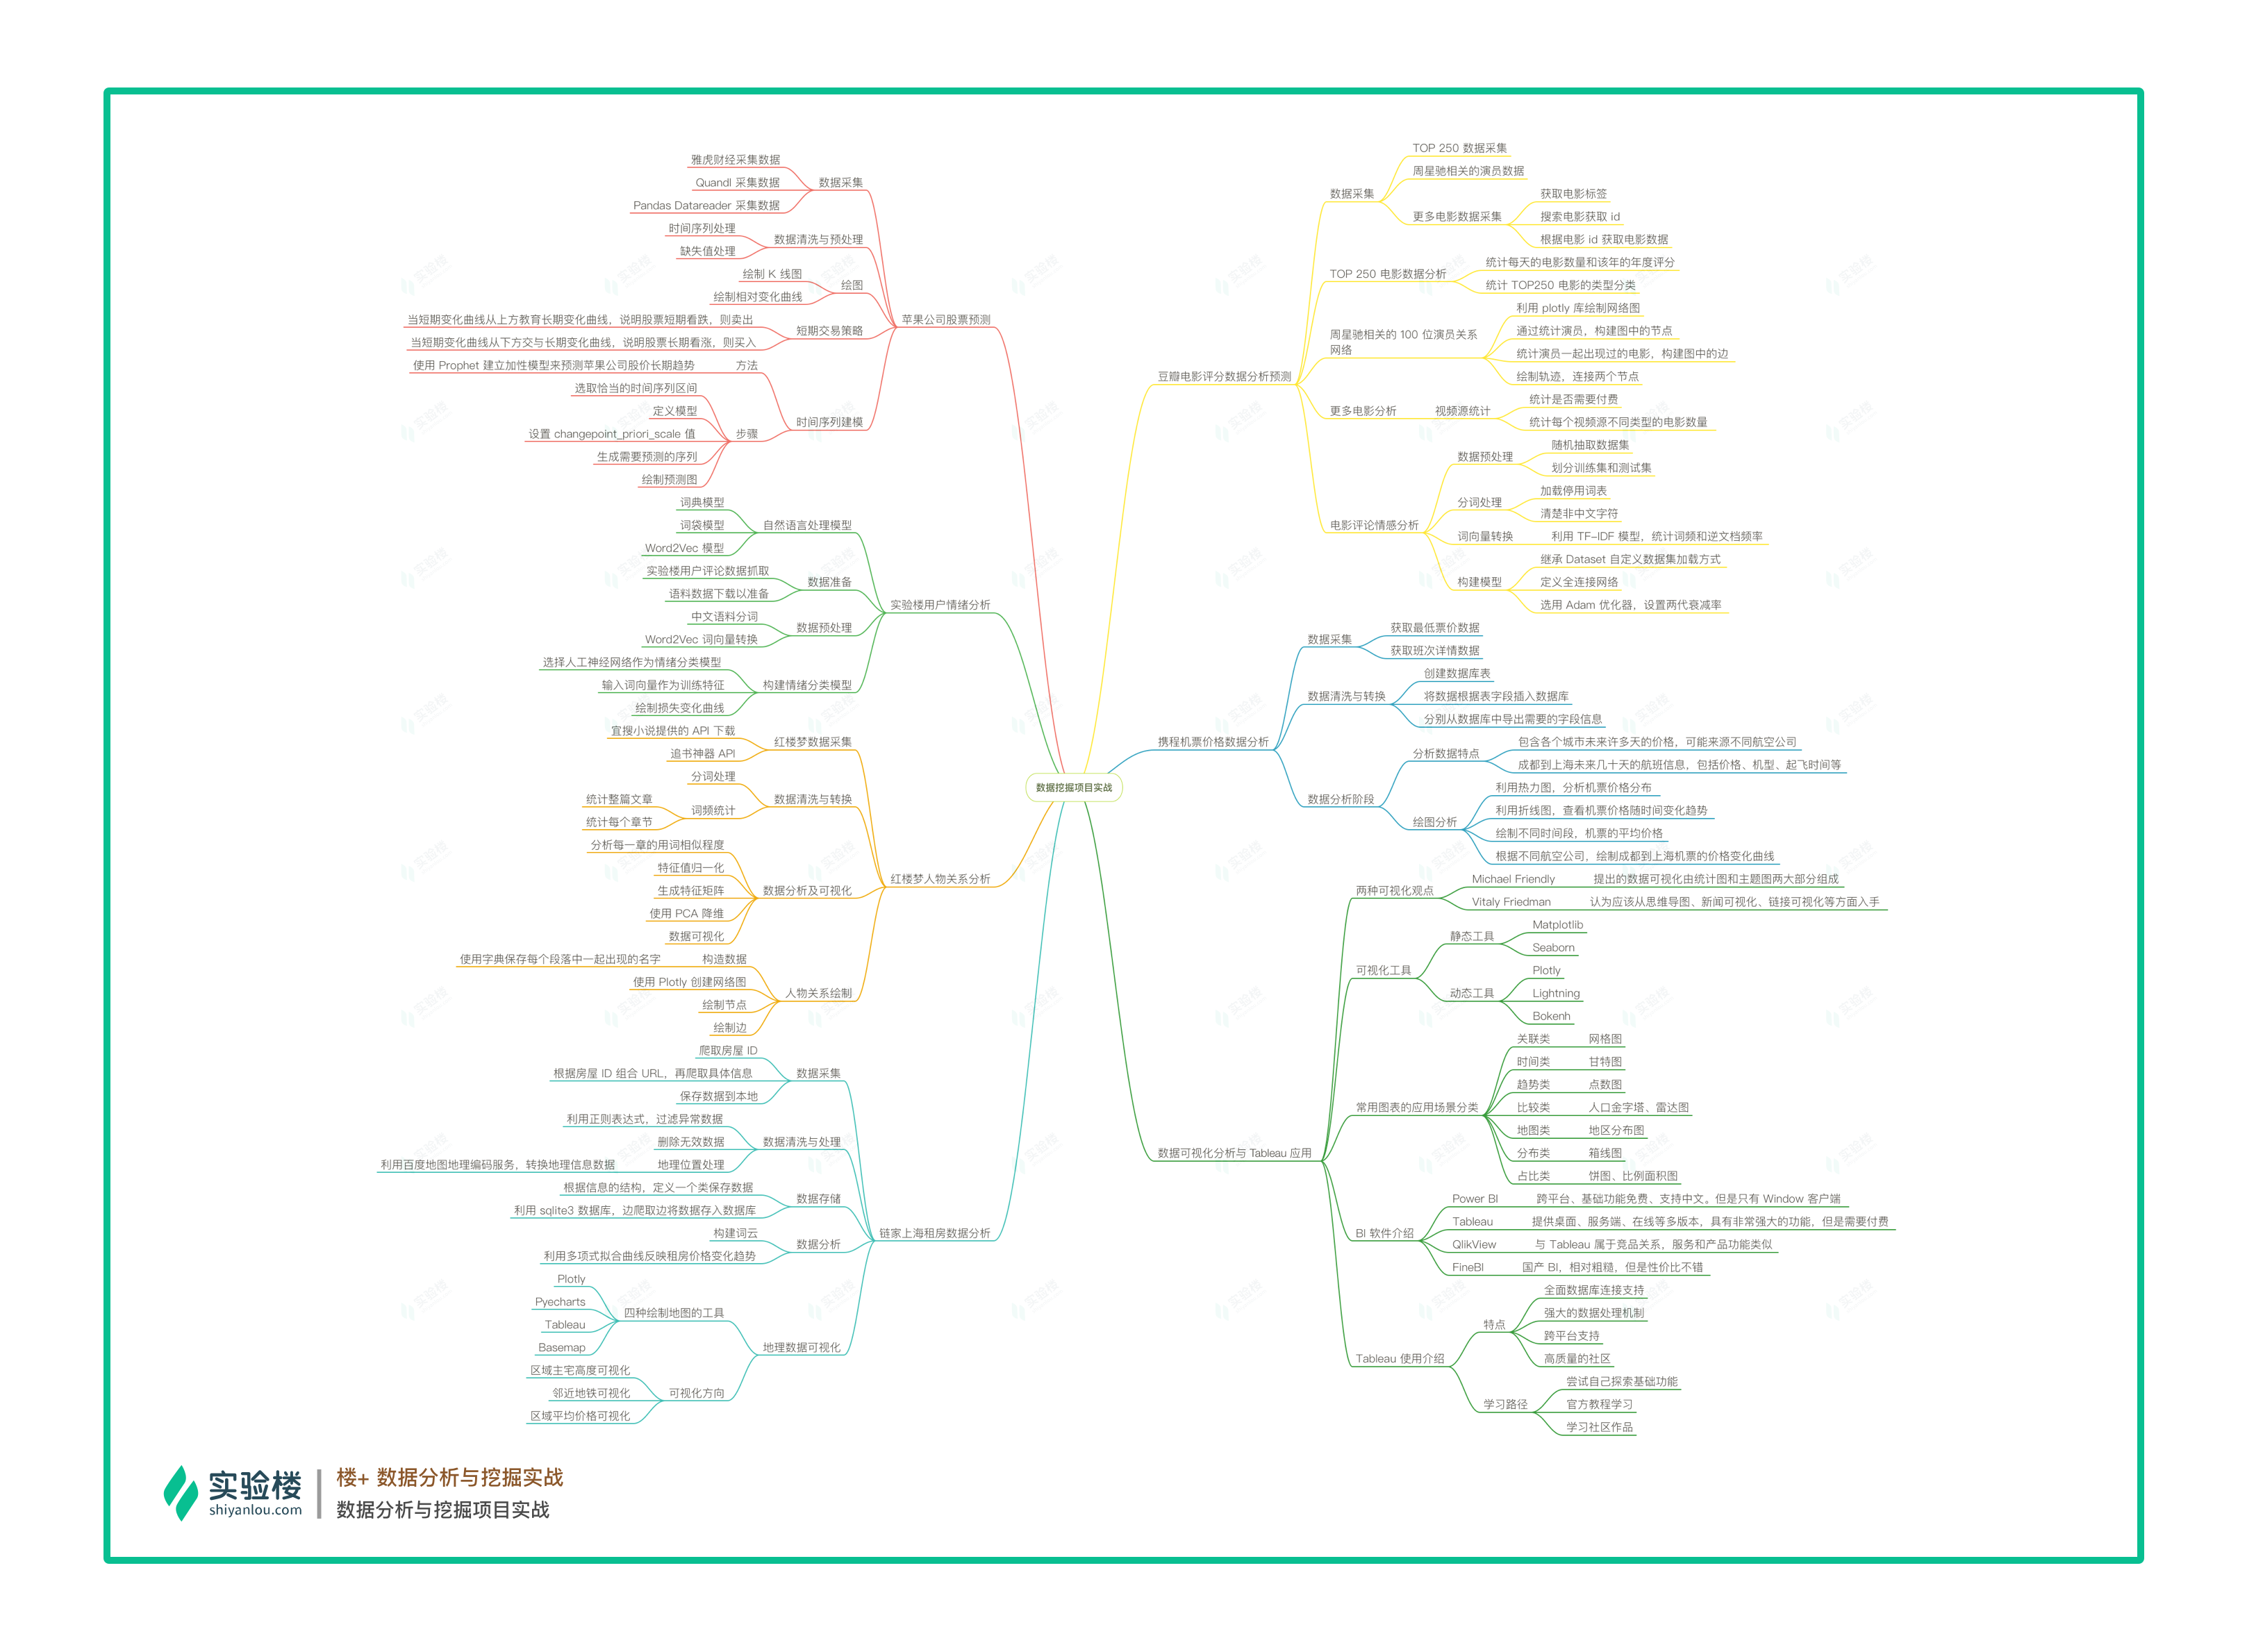 数据挖掘项目实战
苹果公司股票预测
数据采集
雅虎财经采集数据
Quandl 采集数据
Pandas Datareader 采集数据
数据清洗与预处理
时间序列处理
缺失值处理
绘图
绘制 K 线图
绘制相对变化曲线
短期交易策略
当短期变化曲线从上方教育长期变化曲线，说明股票短期看跌，则卖出
当短期变化曲线从下方交与长期变化曲线，说明股票长期看涨，则买入
时间序列建模
方法
使用 Prophet 建立加性模型来预测苹果公司股价长期趋势
步骤
选取恰当的时间序列区间
定义模型
设置 changepoint_priori_scale 值
生成需要预测的序列
绘制预测图
实验楼用户情绪分析
自然语言处理模型
词典模型
词袋模型
Word2Vec 模型
数据准备
实验楼用户评论数据抓取
语料数据下载以准备
数据预处理
中文语料分词
Word2Vec 词向量转换
构建情绪分类模型
选择人工神经网络作为情绪分类模型
输入词向量作为训练特征
绘制损失变化曲线
红楼梦人物关系分析
红楼梦数据采集
宜搜小说提供的 API 下载
追书神器 API
数据清洗与转换
分词处理
词频统计
统计整篇文章
统计每个章节
数据分析及可视化
分析每一章的用词相似程度
特征值归一化
生成特征矩阵
使用 PCA 降维
数据可视化
人物关系绘制
构造数据
使用字典保存每个段落中一起出现的名字
使用 Plotly 创建网络图
绘制节点
绘制边
链家上海租房数据分析
数据采集
爬取房屋 ID
根据房屋 ID 组合 URL，再爬取具体信息
保存数据到本地
数据清洗与处理
利用正则表达式，过滤异常数据
删除无效数据
地理位置处理
利用百度地图地理编码服务，转换地理信息数据
数据存储
根据信息的结构，定义一个类保存数据
利用 sqlite3 数据库，边爬取边将数据存入数据库
数据分析
构建词云
利用多项式拟合曲线反映租房价格变化趋势
地理数据可视化
四种绘制地图的工具
Plotly
Pyecharts
Tableau
Basemap
可视化方向
区域主宅高度可视化
邻近地铁可视化
区域平均价格可视化
豆瓣电影评分数据分析预测
数据采集
TOP 250 数据采集
周星驰相关的演员数据
更多电影数据采集
获取电影标签
搜索电影获取 id
根据电影 id 获取电影数据
TOP 250 电影数据分析
统计每天的电影数量和该年的年度评分
统计 TOP250 电影的类型分类
周星驰相关的 100 位演员关系
网络
利用 plotly 库绘制网络图
通过统计演员，构建图中的节点
统计演员一起出现过的电影，构建图中的边
绘制轨迹，连接两个节点
更多电影分析
视频源统计
统计是否需要付费
统计每个视频源不同类型的电影数量
电影评论情感分析
数据预处理
随机抽取数据集
划分训练集和测试集
分词处理
加载停用词表
清楚非中文字符
词向量转换
利用 TF-IDF 模型，统计词频和逆文档频率
构建模型
继承 Dataset 自定义数据集加载方式
定义全连接网络
选用 Adam 优化器，设置两代衰减率
携程机票价格数据分析
数据采集
获取最低票价数据
获取班次详情数据
数据清洗与转换
创建数据库表
将数据根据表字段插入数据库
分别从数据库中导出需要的字段信息
数据分析阶段
分析数据特点
包含各个城市未来许多天的价格，可能来源不同航空公司
成都到上海未来几十天的航班信息，包括价格、机型、起飞时间等
绘图分析
利用热力图，分析机票价格分布
利用折线图，查看机票价格随时间变化趋势
绘制不同时间段，机票的平均价格
根据不同航空公司，绘制成都到上海机票的价格变化曲线
数据可视化分析与 Tableau 应用
两种可视化观点
Michael Friendly
提出的数据可视化由统计图和主题图两大部分组成
Vitaly Friedman
认为应该从思维导图、新闻可视化、链接可视化等方面入手
可视化工具
静态工具
Matplotlib
Seaborn
动态工具
Plotly
Lightning
Bokenh
常用图表的应用场景分类
关联类
网格图
时间类
甘特图
趋势类
点数图
比较类
人口金字塔、雷达图
地图类
地区分布图
分布类
箱线图
占比类
饼图、比例面积图
BI 软件介绍
Power BI
跨平台、基础功能免费、支持中文。但是只有 Window 客户端
Tableau
提供桌面、服务端、在线等多版本，具有非常强大的功能，但是需要付费
QlikView
与 Tableau 属于竞品关系，服务和产品功能类似
FineBI
国产 BI，相对粗糙，但是性价比不错
Tableau 使用介绍
特点
全面数据库连接支持
强大的数据处理机制
跨平台支持
高质量的社区
学习路径
尝试自己探索基础功能
官方教程学习
学习社区作品
实验楼
shiyanlou.com
楼+ 数据分析与挖掘实战
数据分析与挖掘项目实战